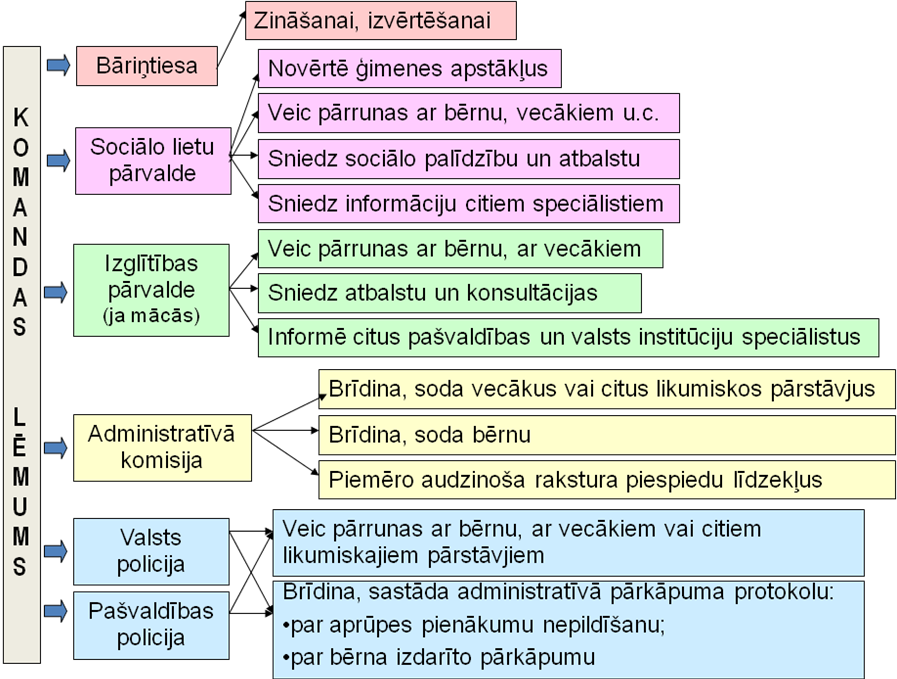 KOMANDAS LĒMUMS
Bāriņtiesa
Zināšanai, izvērtēšanai
Sociālo lietu
pārvalde
Novērtē ģimenes apstākļus
Veic pārrunas ar bērnu, vecākiem u.c.
Sniedz sociālo palīdzību un atbalstu
Sniedz informāciju citiem speciālistiem
Izglītības
pārvalde
(ja mācās)
Veic pārrunas ar bērnu, ar vecākiem
Sniedz atbalstu un konsultācijas
Informē citus pašvaldības un valsts institūciju speciālistus
Administratīvā
komisija
Brīdina, soda vecākus vai citus likumiskos pārstāvjus
Brīdina, soda bērnu
Piemēro audzinoša rakstura piespiedu līdzekļus
Valsts
policija
Pašvaldības
policija
Veic pārrunas ar bērnu, ar vecākiem vai citiem
likumiskajiem pārstāvjiem
Brīdina, sastāda administratīvā pārkāpuma protokolu:
•par aprūpes pienākumu nepildīšanu;
•par bērna izdarīto pārkāpumu